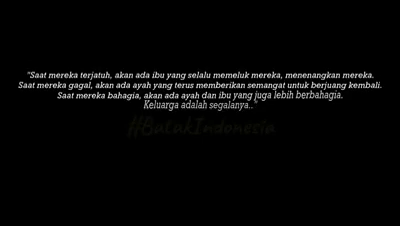 "Saat mereka terjatuh, akan ada ibu yang selalu memeluk mereka, menenangkan mereka.
Saat mereka gagal, akan ada ayah yang terus memberikan semangat untuk berjuang kembali.
Saat mereka bahagia, akan ada ayah dan ibu yang juga lebih berbahagia.
Keluarga adalah segalanya.."
#BatakIndonesia